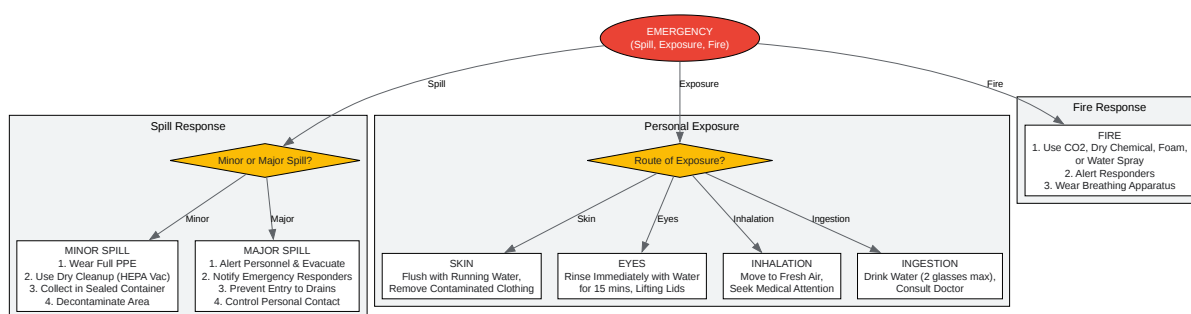 EMERGENCY
(Spill, Exposure, Fire)
Spill
Exposure
Fire
Spill Response
Minor or Major Spill?
Minor
Major
MINOR SPILL
1. Wear Full PPE
2. Use Dry Cleanup (HEPA Vac)
3. Collect in Sealed Container
4. Decontaminate Area
MAJOR SPILL
1. Alert Personnel & Evacuate
2. Notify Emergency Responders
3. Prevent Entry to Drains
4. Control Personal Contact
Personal Exposure
Route of Exposure?
Skin
Eyes
Inhalation
Ingestion
SKIN
Flush with Running Water,
Remove Contaminated Clothing
EYES
Rinse Immediately with Water
for 15 mins, Lifting Lids
INHALATION
Move to Fresh Air,
Seek Medical Attention
INGESTION
Drink Water (2 glasses max),
Consult Doctor
Fire Response
FIRE
1. Use CO2, Dry Chemical, Foam,
or Water Spray
2. Alert Responders
3. Wear Breathing Apparatus